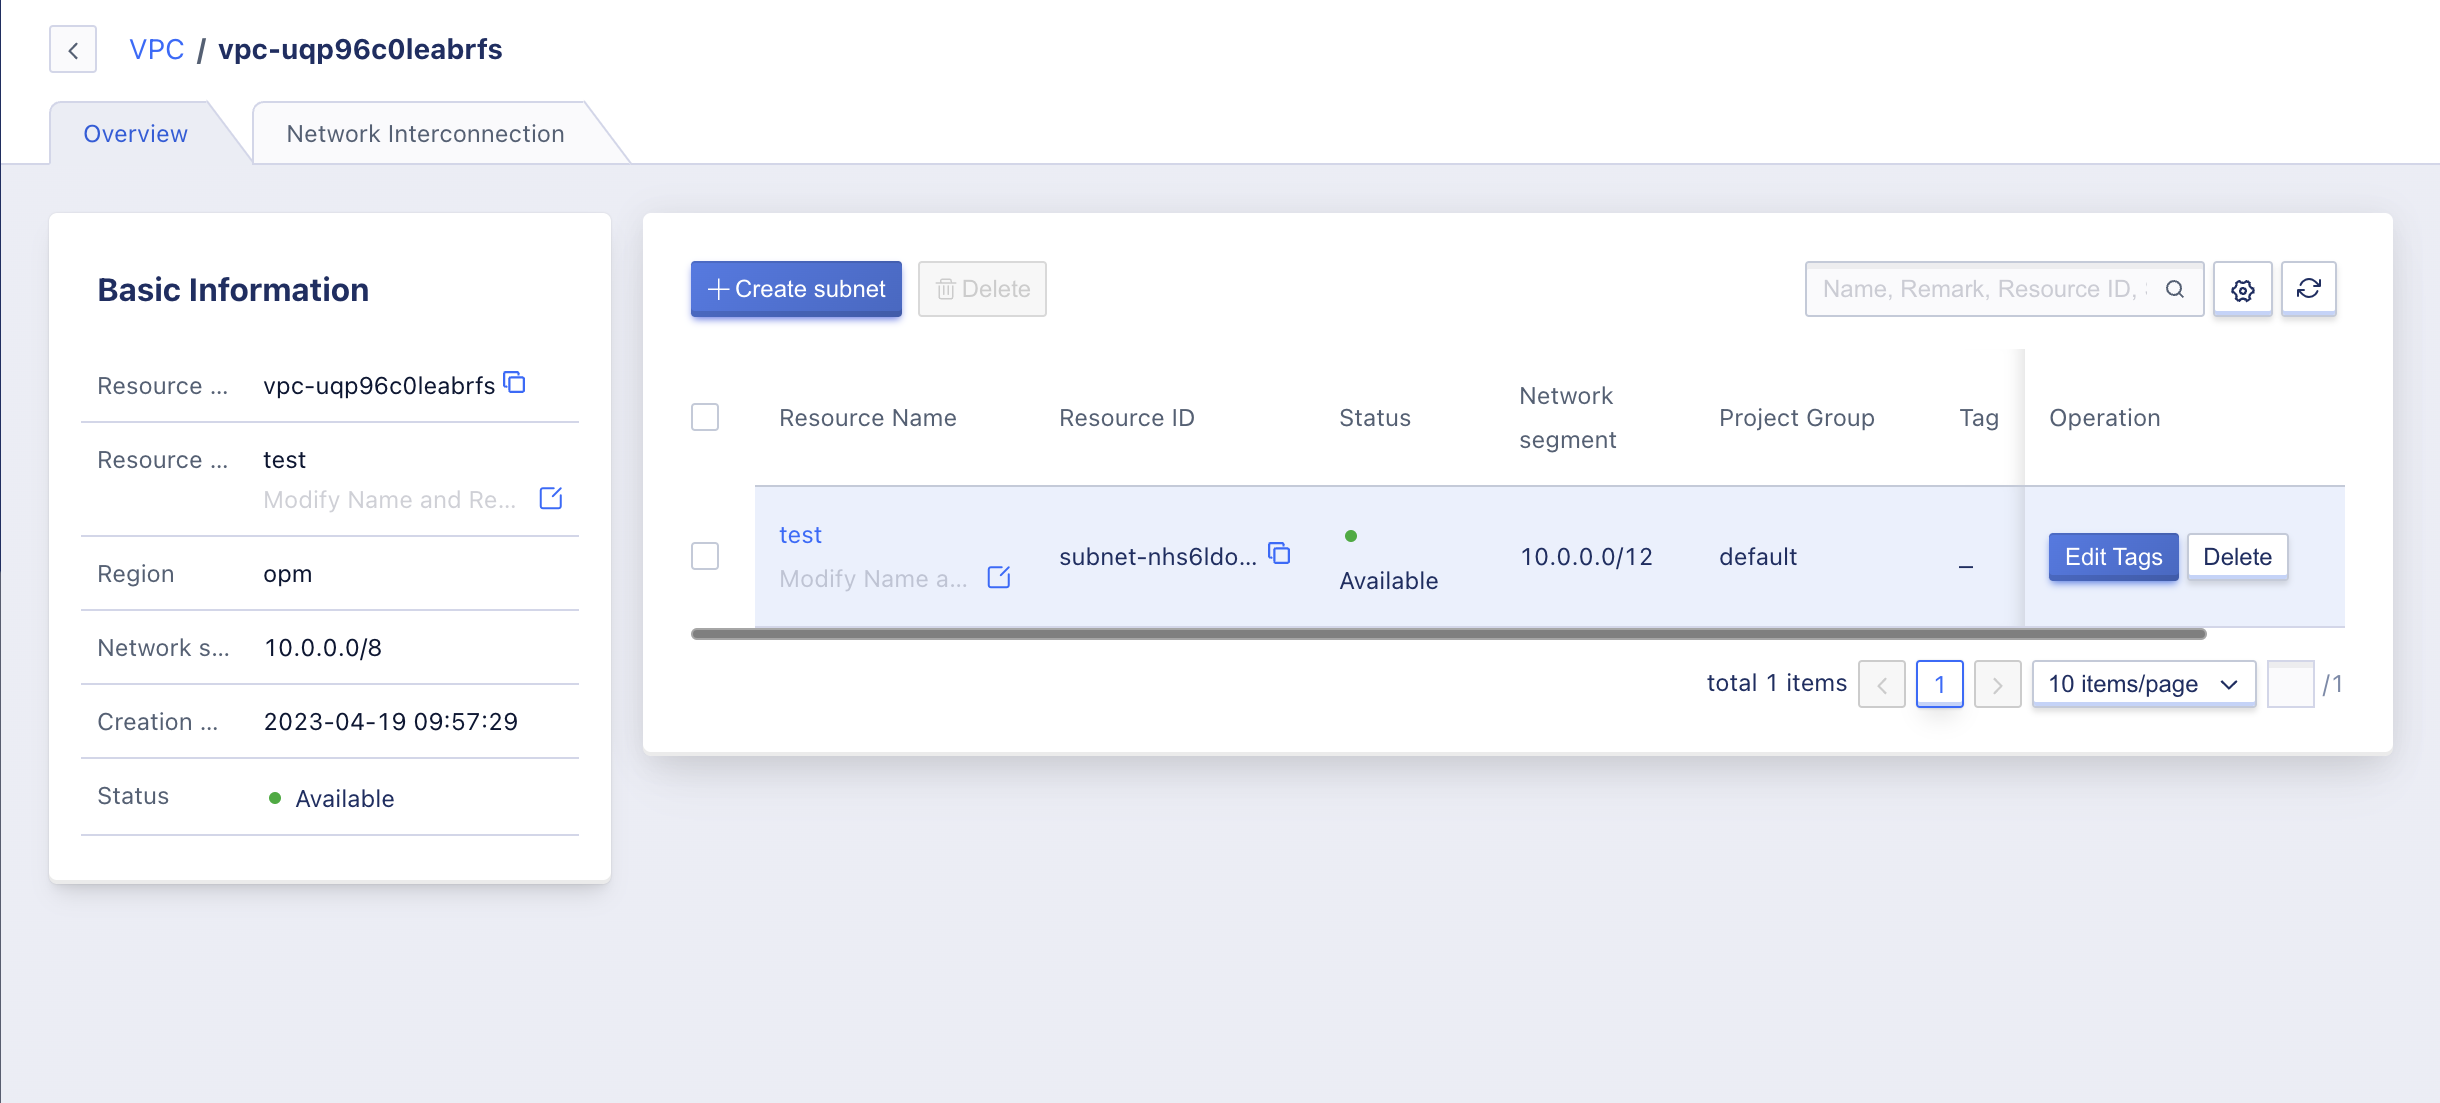 VPC / vpc-uqp96c0leabrfs
Overview
Network Interconnection
Basic Information
Resource ... vpc-uqp96c0leabrfs
Resource ... test
Modify Name and Re...
Region opm
Network s... 10.0.0.0/8
Creation ... 2023-04-19 09:57:29
Status Available
Create subnet
Delete
Name, Remark, Resource ID,
Resource Name
Resource ID
Status
Network
segment
Project Group
Tag
Operation
test
Modify Name a...
subnet-nhs6ldo...
Available
10.0.0.0/12
default
_
Edit Tags
Delete
total 1 items
1
10 items/page
/1